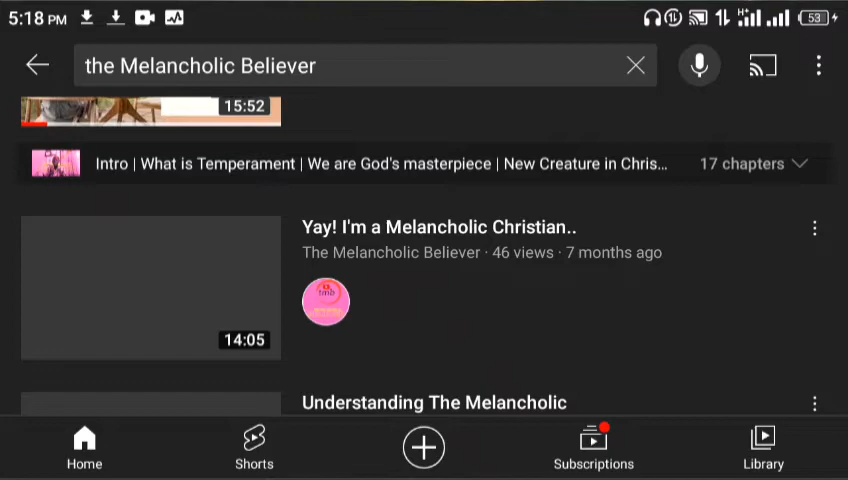 5:18 PM
H+
53
the Melancholic Believer
15:52
Intro | What is Temperament | We are God's masterpiece | New Creature in Chris...
17 chapters
Yay! I'm a Melancholic Christian..
The Melancholic Believer · 46 views · 7 months ago
tmb
14:05
Understanding The Melancholic
Home
Shorts
Subscriptions
Library